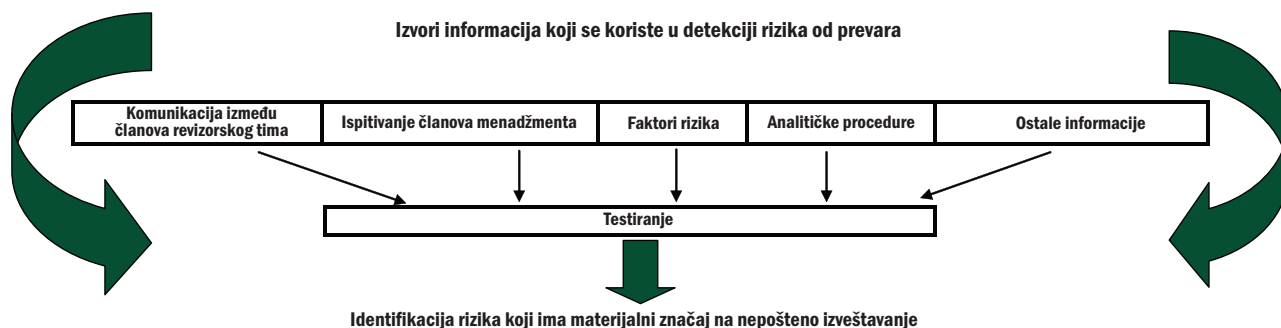 Izvori informacija koji se koriste u detekciji rizika od prevara
Komunikacija između
članova revizorskog tima
Ispitivanje članova menadžmenta
Faktori rizika
Analitičke procedure
Ostale informacije
Testiranje
Identifikacija rizika koji ima materijalni značaj na nepošteno izveštavanje